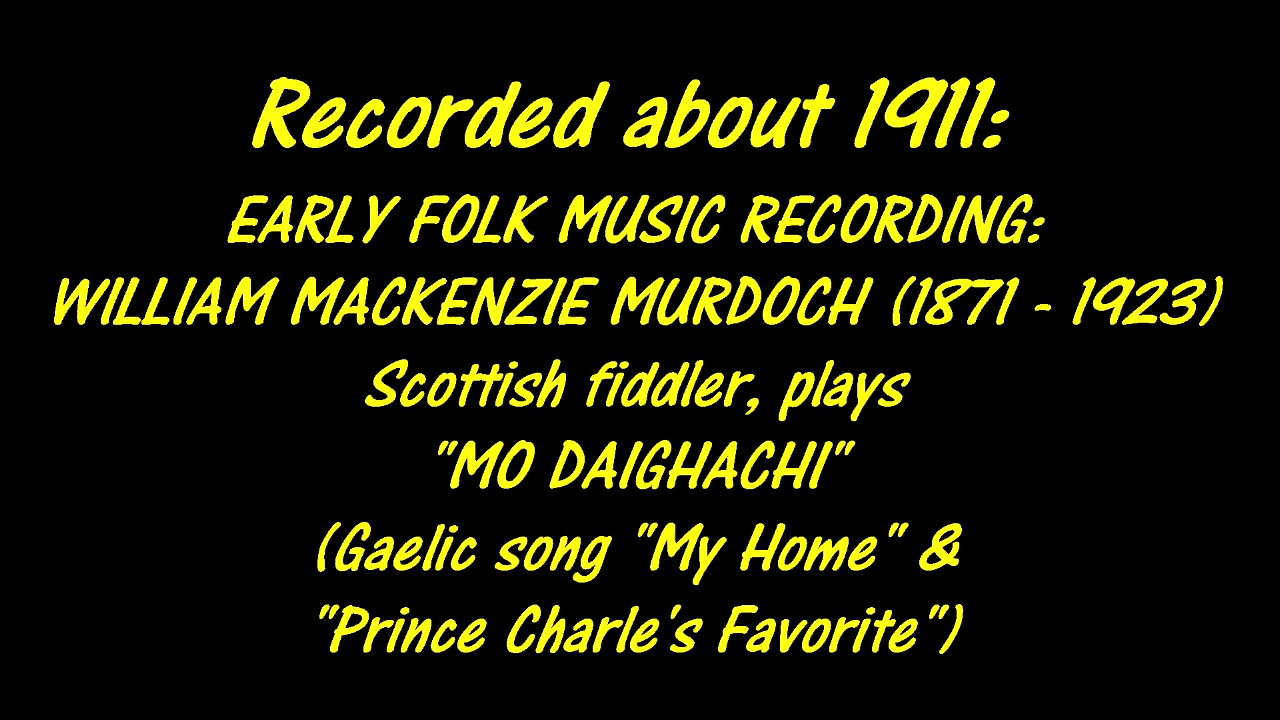 Recorded about 1911:
EARLY FOLK MUSIC RECORDING:
WILLIAM MACKENZIE MURDOCH (1871 - 1923)
Scottish fiddler, plays
"MO DAIGHACHI"
(Gaelic song "My Home" &
"Prince Charle's Favorite")